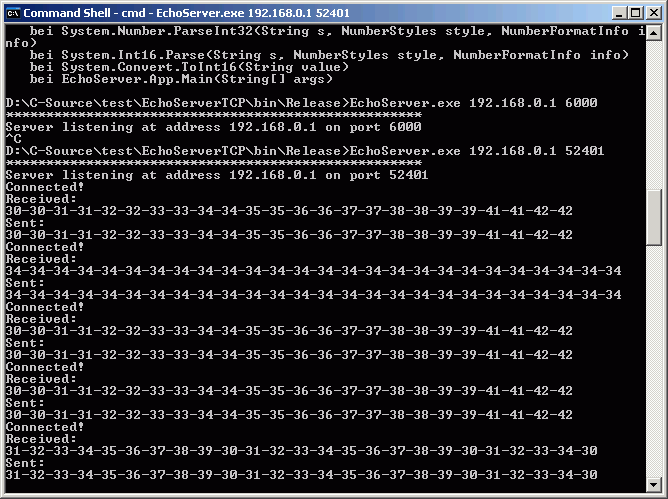 Command Shell - cmd - EchoServer.exe 192.168.0.1 52401
bei System.Number.ParseInt32(String s, NumberStyles style, NumberFormatInfo i
nfo)
bei System.Int16.Parse(String s, NumberStyles style, NumberFormatInfo info)
bei System.Convert.ToInt16(String value)
bei EchoServer.App.Main(String[] args)
D:\C-Source\test\EchoServerTCP\bin\Release>EchoServer.exe 192.168.0.1 6000
****************************************************
Server listening at address 192.168.0.1 on port 6000
^C
D:\C-Source\test\EchoServerTCP\bin\Release>EchoServer.exe 192.168.0.1 52401
****************************************************
Server listening at address 192.168.0.1 on port 52401
Connected!
Received:
30-30-31-31-32-32-33-33-34-34-35-35-36-36-37-37-38-38-39-39-41-41-42-42
Sent:
30-30-31-31-32-32-33-33-34-34-35-35-36-36-37-37-38-38-39-39-41-41-42-42
Connected!
Received:
34-34-34-34-34-34-34-34-34-34-34-34-34-34-34-34-34-34-34-34-34-34-34-34-34-34
Sent:
34-34-34-34-34-34-34-34-34-34-34-34-34-34-34-34-34-34-34-34-34-34-34-34-34-34
Connected!
Received:
30-30-31-31-32-32-33-33-34-34-35-35-36-36-37-37-38-38-39-39-41-41-42-42
Sent:
30-30-31-31-32-32-33-33-34-34-35-35-36-36-37-37-38-38-39-39-41-41-42-42
Connected!
Received:
30-30-31-31-32-32-33-33-34-34-35-35-36-36-37-37-38-38-39-39-41-41-42-42
Sent:
30-30-31-31-32-32-33-33-34-34-35-35-36-36-37-37-38-38-39-39-41-41-42-42
Connected!
Received:
31-32-33-34-35-36-37-38-39-30-31-32-33-34-35-36-37-38-39-30-31-32-33-34-30
Sent:
31-32-33-34-35-36-37-38-39-30-31-32-33-34-35-36-37-38-39-30-31-32-33-34-30